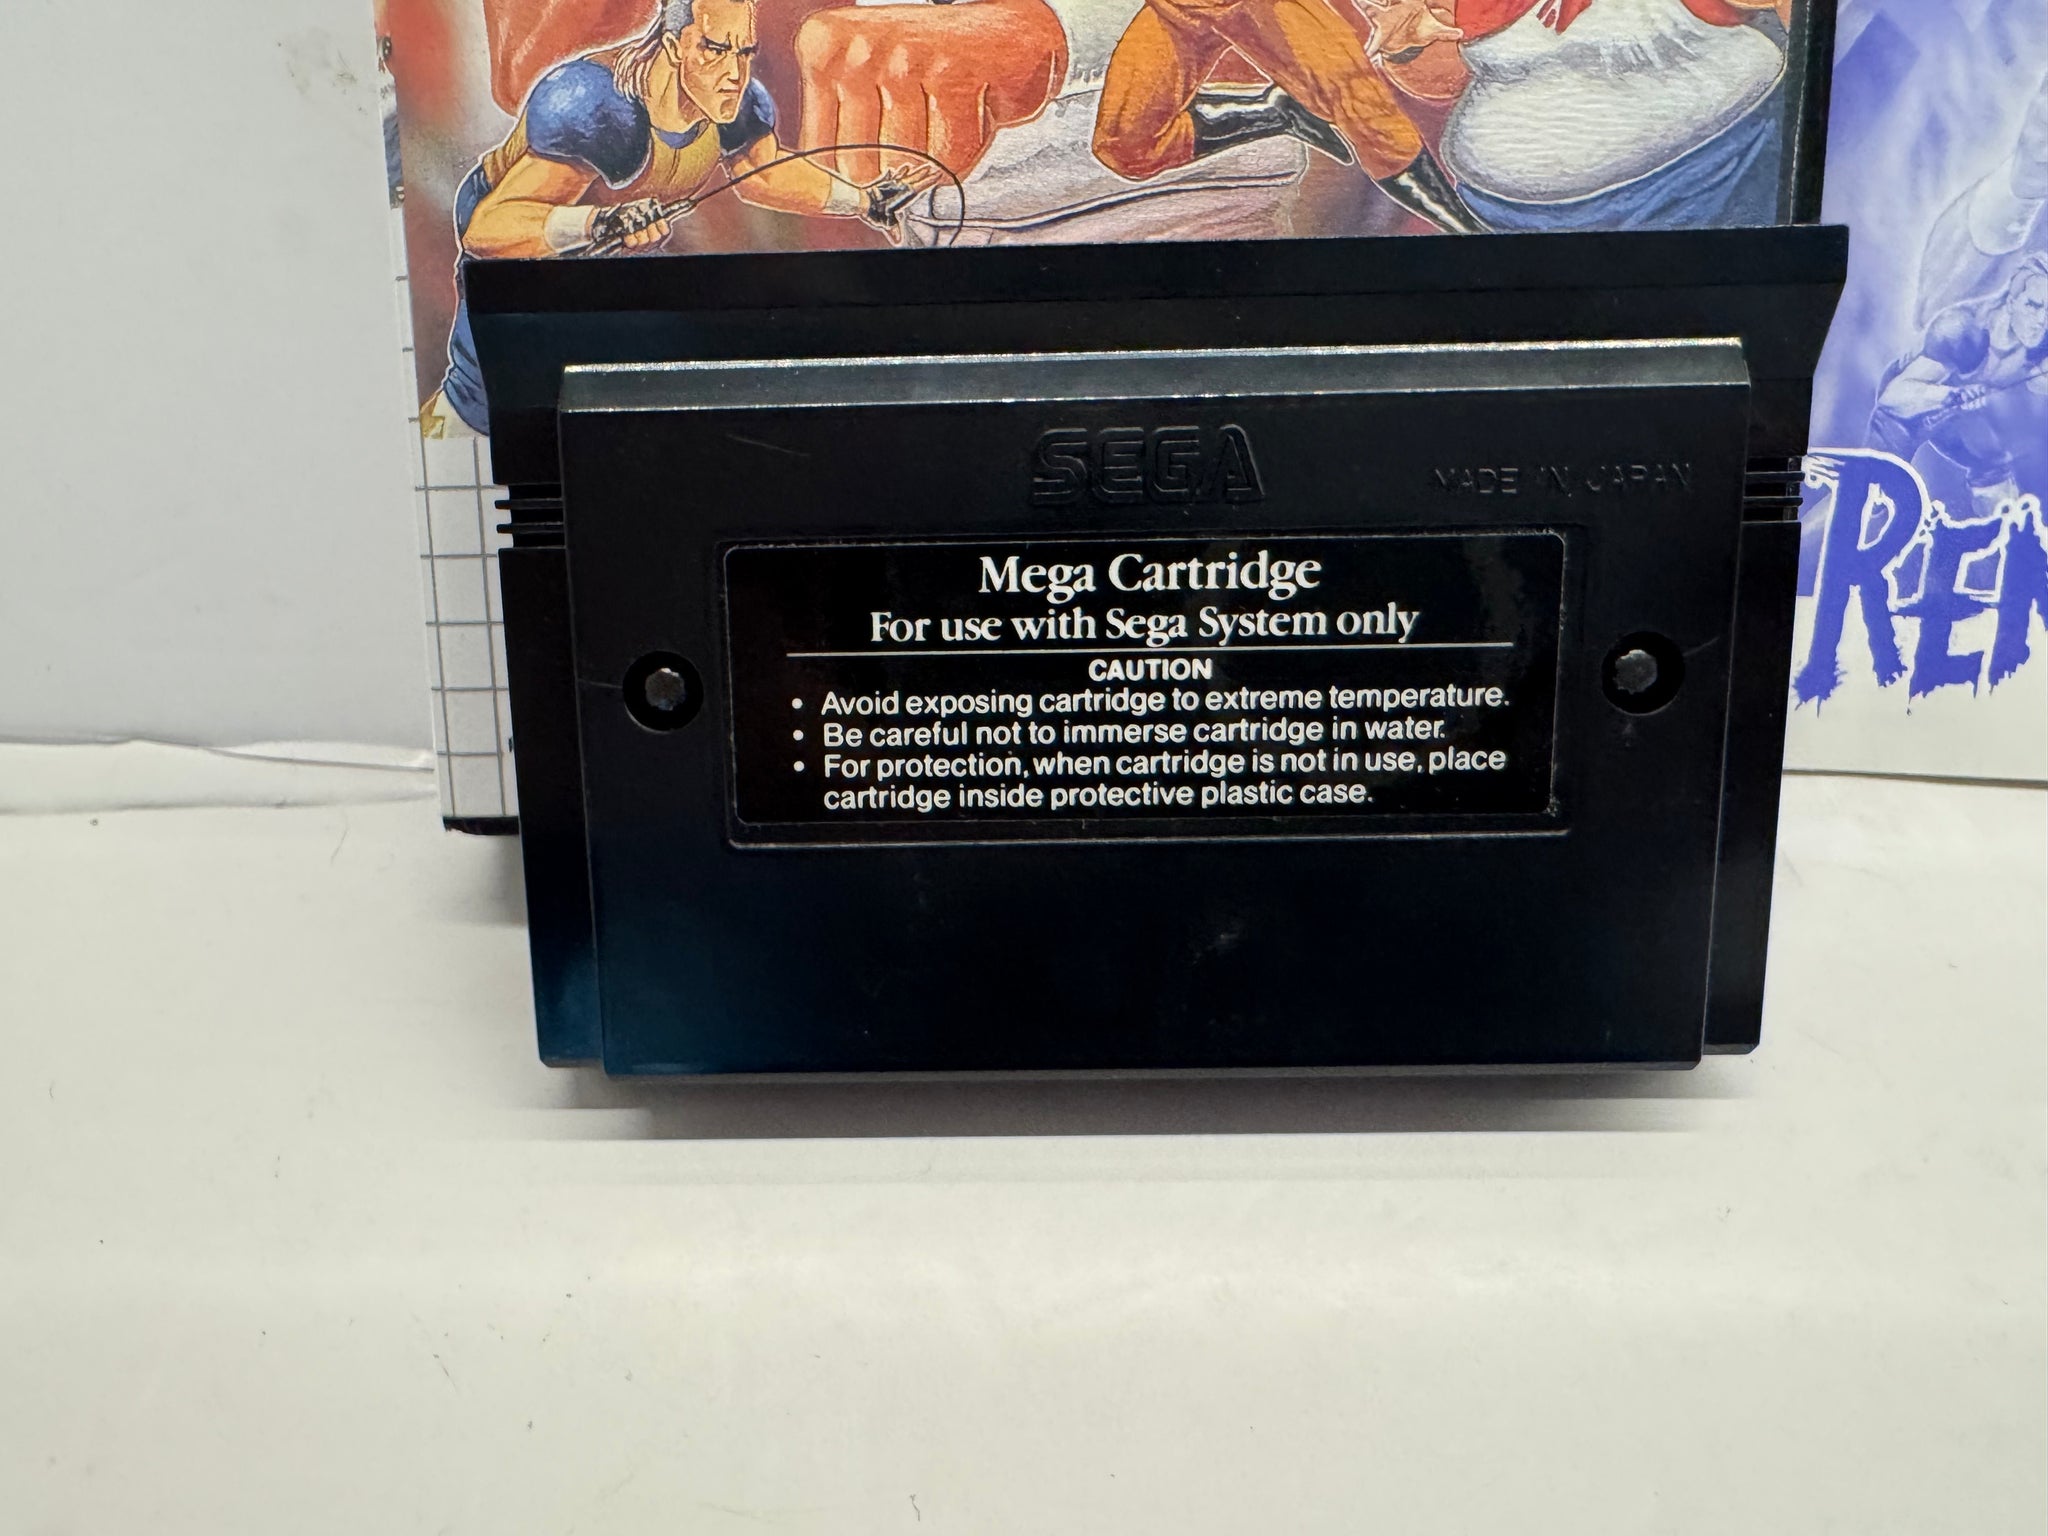 SEGA
MADE IN JAPAN
Mega Cartridge
For use with Sega System only
CAUTION
• Avoid exposing cartridge to extreme temperature.
• Be careful not to immerse cartridge in water.
• For protection, when cartridge is not in use, place
cartridge inside protective plastic case.